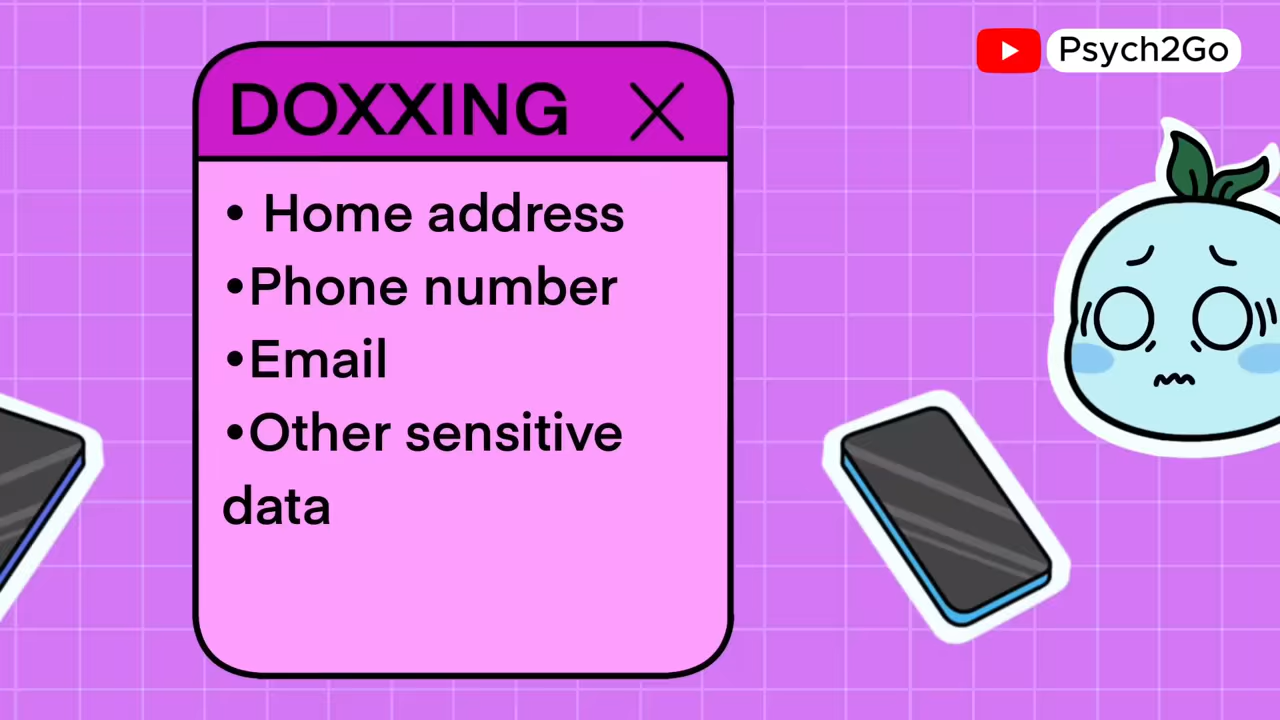 Psych2Go
DOXXING
• Home address
•Phone number
•Email
•Other sensitive
data